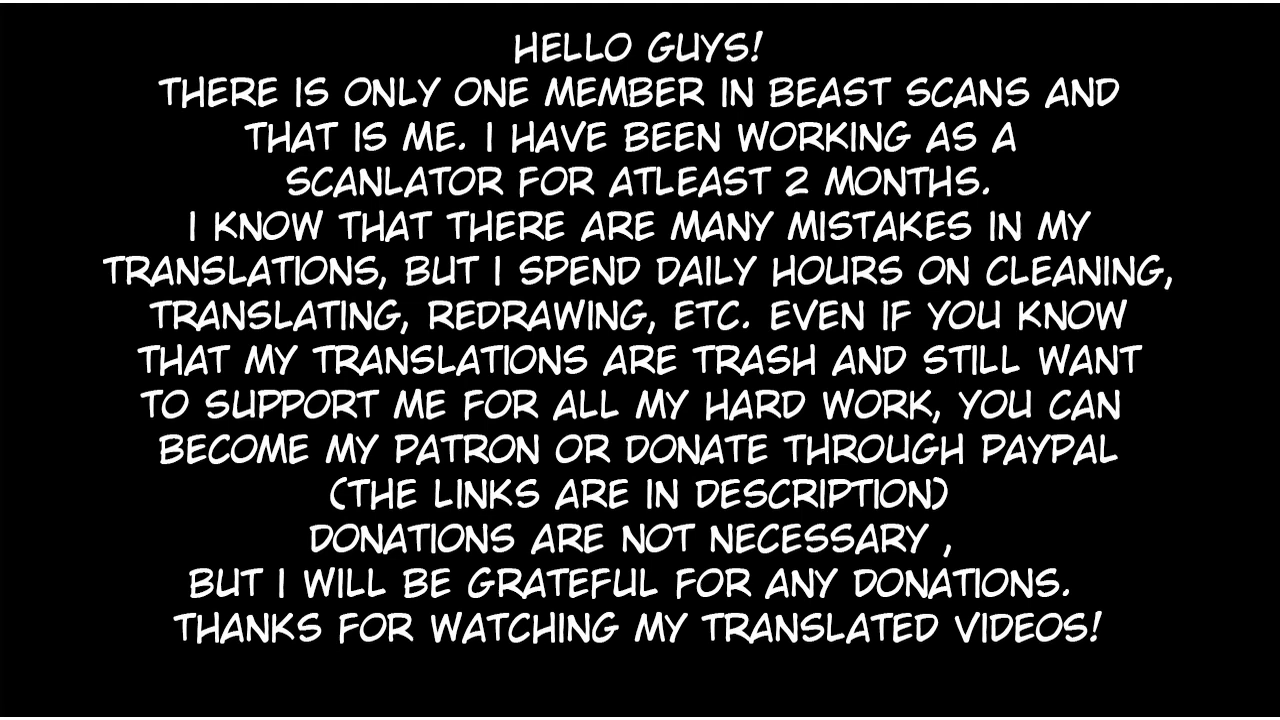 HELLO GUYS!
THERE IS ONLY ONE MEMBER IN BEAST SCANS AND
THAT IS ME. I HAVE BEEN WORKING AS A
SCANLATOR FOR ATLEAST 2 MONTHS.
I KNOW THAT THERE ARE MANY MISTAKES IN MY
TRANSLATIONS, BUT I SPEND DAILY HOURS ON CLEANING,
TRANSLATING, REDRAWING, ETC. EVEN IF YOU KNOW
THAT MY TRANSLATIONS ARE TRASH AND STILL WANT
TO SUPPORT ME FOR ALL MY HARD WORK, YOU CAN
BECOME MY PATRON OR DONATE THROUGH PAYPAL
(THE LINKS ARE IN DESCRIPTION)
DONATIONS ARE NOT NECESSARY ,
BUT I WILL BE GRATEFUL FOR ANY DONATIONS.
THANKS FOR WATCHING MY TRANSLATED VIDEOS!